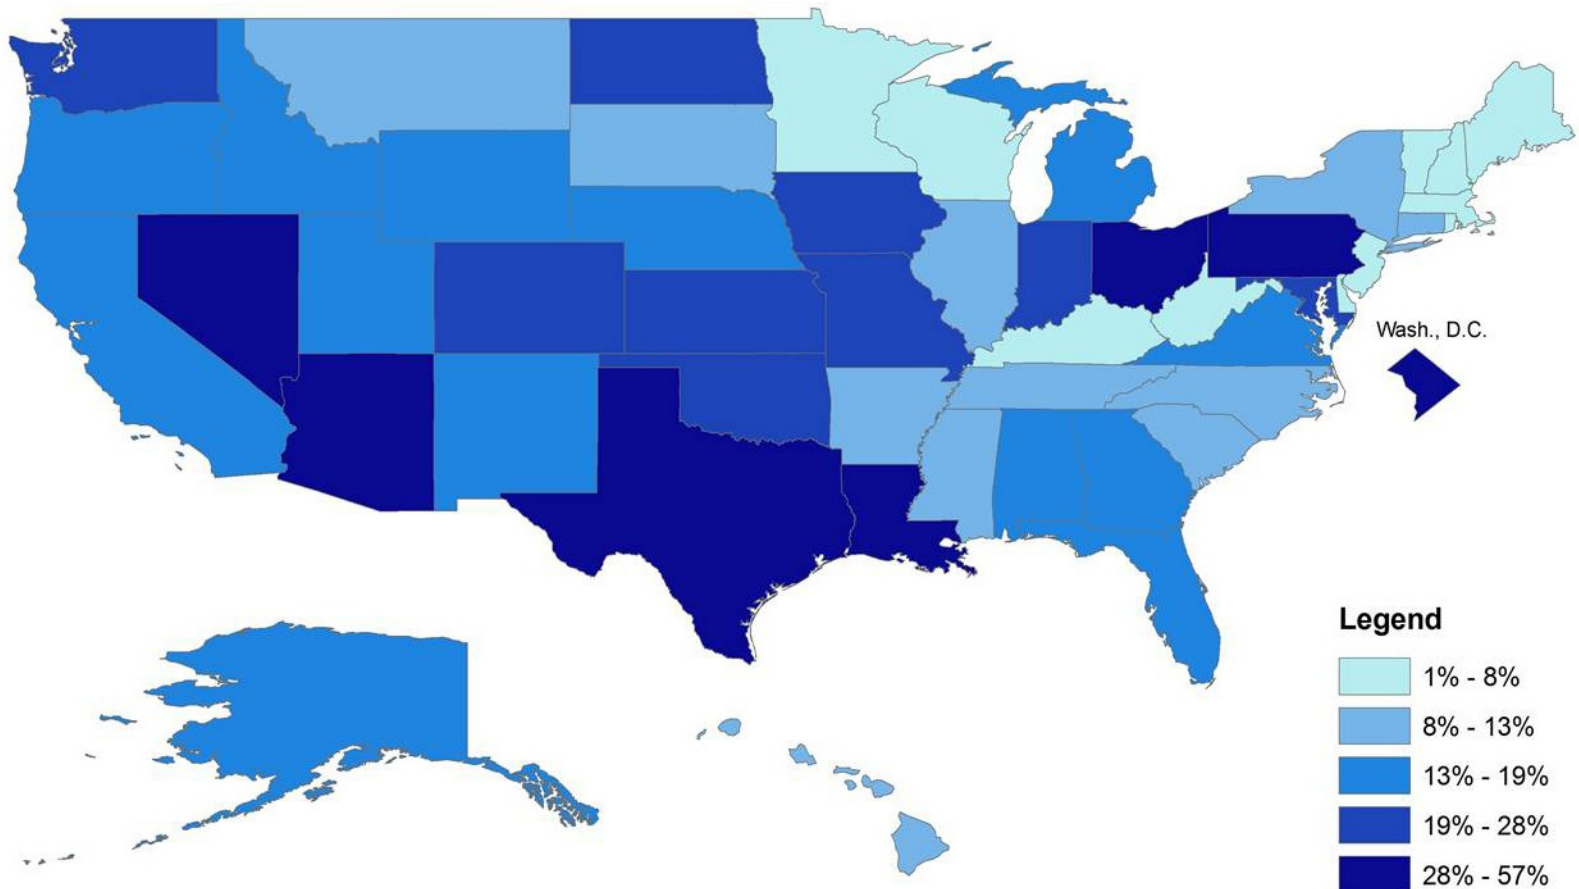 Wash., D.C.
Legend
1% - 8%
8% - 13%
13% - 19%
19% - 28%
28% - 57%